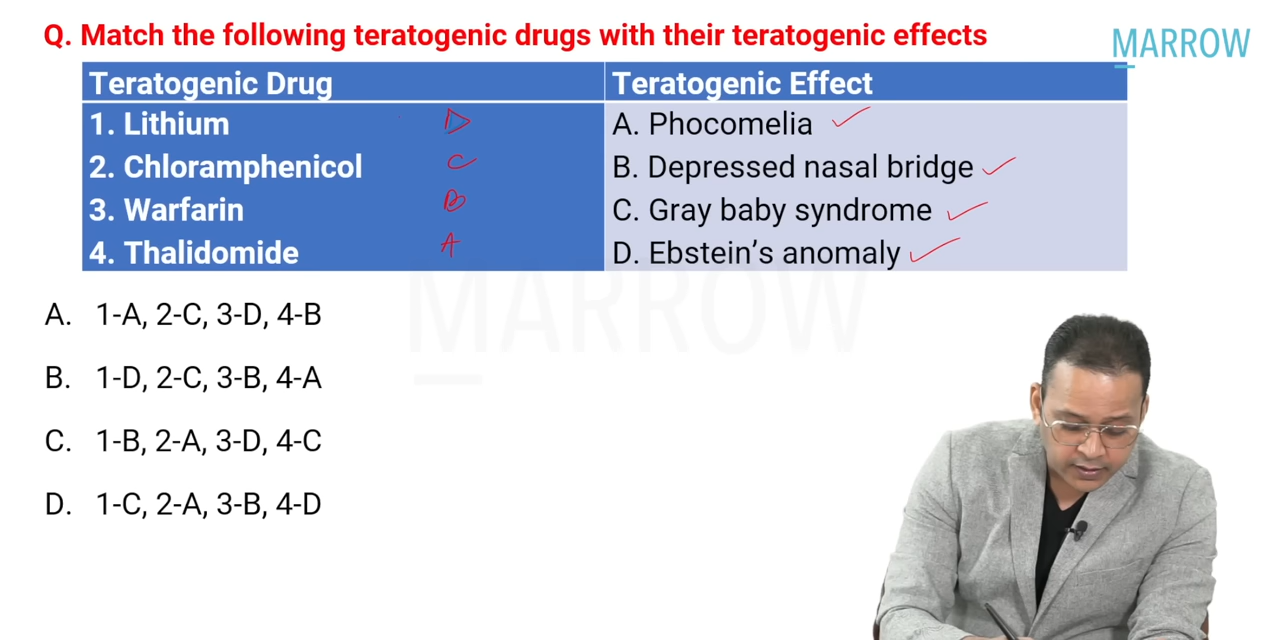 Q. Match the following teratogenic drugs with their teratogenic effects
MARROW
Teratogenic Drug Teratogenic Effect
1. Lithium D A. Phocomelia
2. Chloramphenicol C B. Depressed nasal bridge
3. Warfarin B C. Gray baby syndrome
4. Thalidomide A D. Ebstein’s anomaly
MARROW
A. 1-A, 2-C, 3-D, 4-B
B. 1-D, 2-C, 3-B, 4-A
C. 1-B, 2-A, 3-D, 4-C
D. 1-C, 2-A, 3-B, 4-D